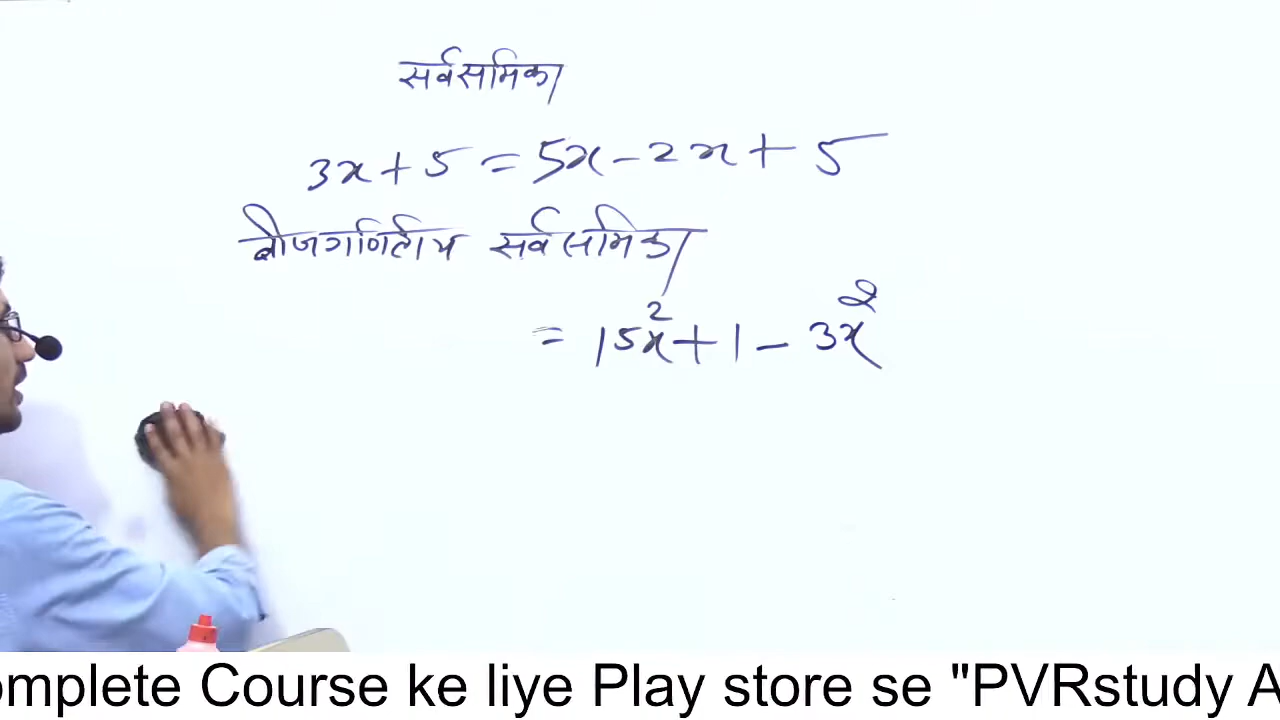 सर्वसमिका
3x + 5 = 5x - 2x + 5
बीजगणितीय सर्वसमिका
= 15x² + 1 - 3x²
omplete Course ke liye Play store se "PVRstudy A